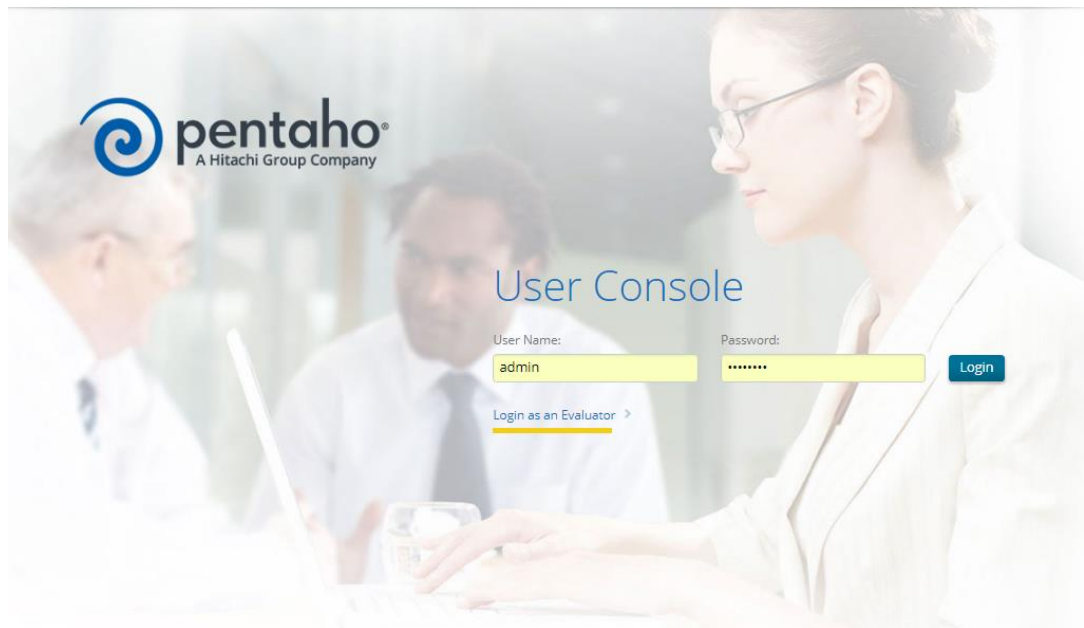 pentaho®
A Hitachi Group Company
User Console
User Name:
Password:
admin
••••••••
Login
Login as an Evaluator >